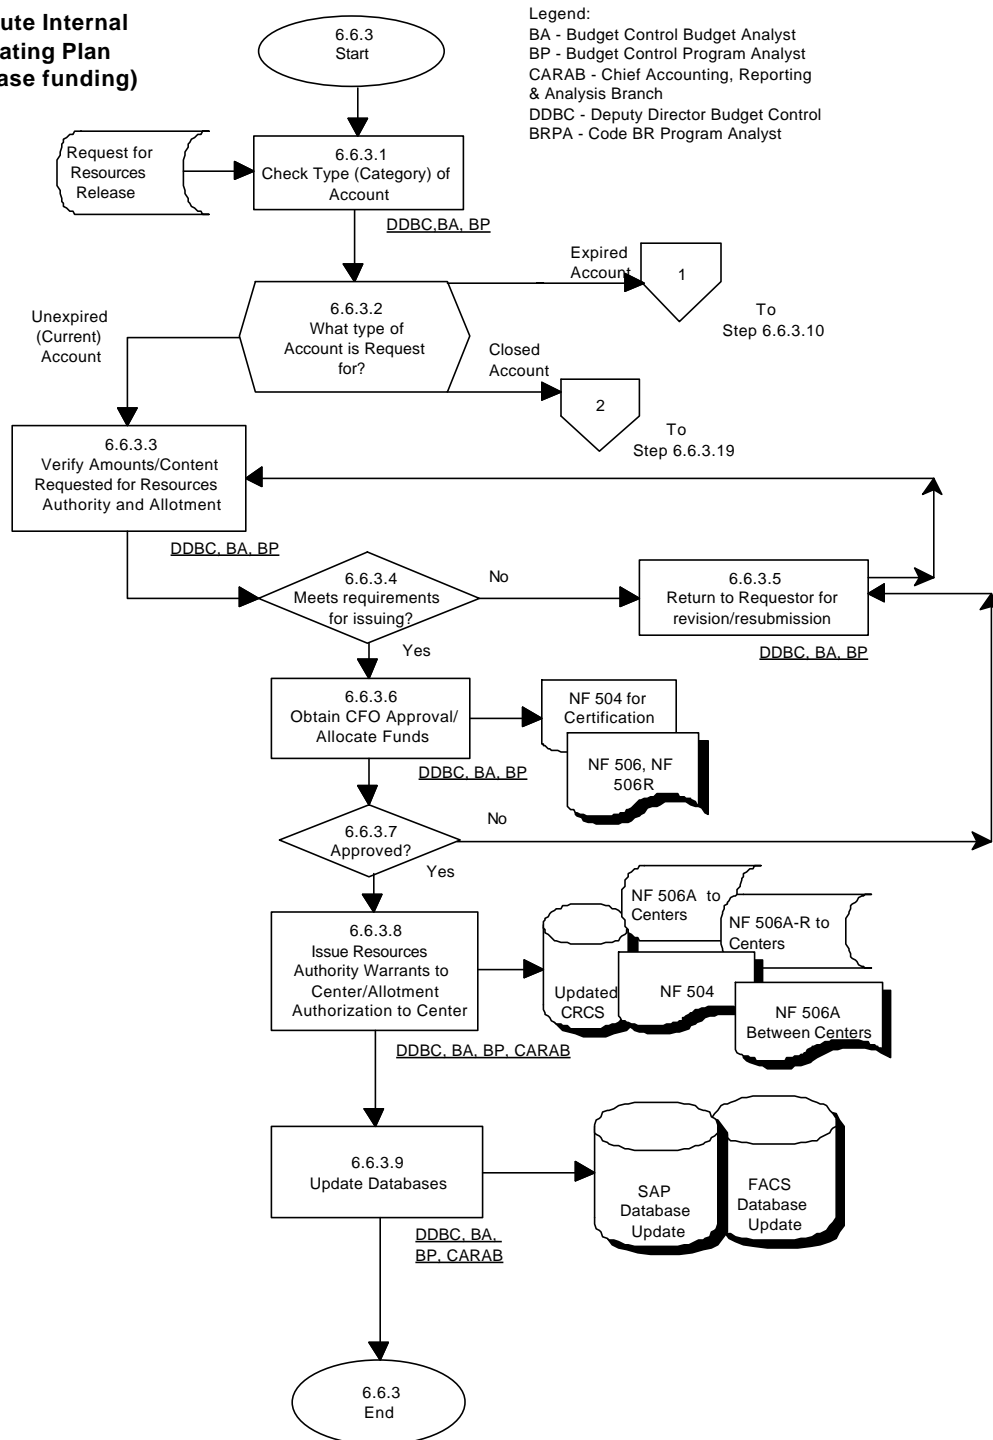 ute Internal
ating Plan
ase funding)
6.6.3
Start
Legend:
BA - Budget Control Budget Analyst
BP - Budget Control Program Analyst
CARAB - Chief Accounting, Reporting
& Analysis Branch
DDBC - Deputy Director Budget Control
BRPA - Code BR Program Analyst
Request for
Resources
Release
6.6.3.1
Check Type (Category) of
Account
DDBC,BA, BP
Expired
Account
1
To
Step 6.6.3.10
6.6.3.2
What type of
Account is Request
for?
Unexpired
(Current)
Account
Closed
Account
2
To
Step 6.6.3.19
6.6.3.3
Verify Amounts/Content
Requested for Resources
Authority and Allotment
DDBC, BA, BP
6.6.3.4
Meets requirements
for issuing?
No
6.6.3.5
Return to Requestor for
revision/resubmission
DDBC, BA, BP
Yes
6.6.3.6
Obtain CFO Approval/
Allocate Funds
DDBC, BA, BP
NF 504 for
Certification
NF 506, NF
506R
6.6.3.7
Approved?
No
Yes
6.6.3.8
Issue Resources
Authority Warrants to
Center/Allotment
Authorization to Center
DDBC, BA, BP, CARAB
Updated
CRCS
NF 506A to
Centers
NF 506A-R to
Centers
NF 504
NF 506A
Between Centers
6.6.3.9
Update Databases
DDBC, BA,
BP, CARAB
SAP
Database
Update
FACS
Database
Update
6.6.3
End